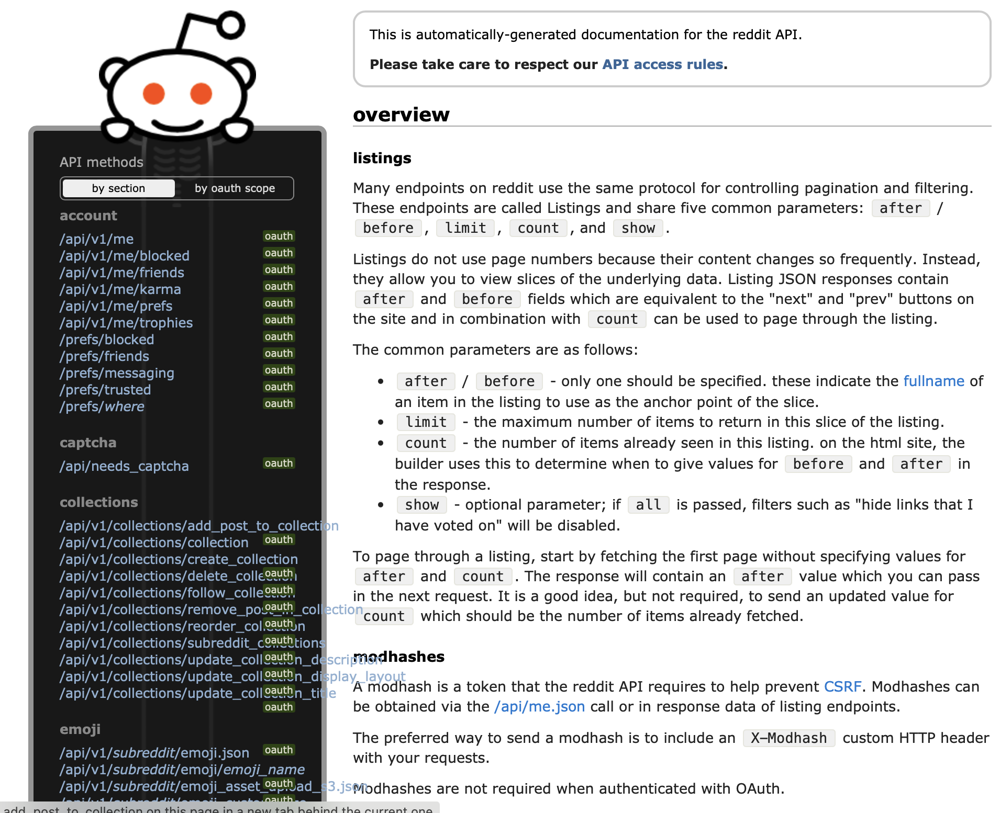 API methods
by section by oauth scope
account
/api/v1/me oauth
/api/v1/me/blocked oauth
/api/v1/me/friends oauth
/api/v1/me/karma oauth
/api/v1/me/prefs oauth
/api/v1/me/trophies oauth
/prefs/blocked oauth
/prefs/friends oauth
/prefs/messaging oauth
/prefs/trusted oauth
/prefs/where oauth
captcha
/api/needs_captcha oauth
collections
/api/v1/collections/add_post_to_collection
/api/v1/collections/collection oauth
/api/v1/collections/create_collection
/api/v1/collections/delete_collection oauth
/api/v1/collections/follow_collection oauth
/api/v1/collections/remove_post_in_collection oauth
/api/v1/collections/reorder_collection oauth
/api/v1/collections/subreddit_collections oauth
/api/v1/collections/update_collection_description oauth
/api/v1/collections/update_collection_display_layout oauth
/api/v1/collections/update_collection_title oauth
oauth
emoji
/api/v1/subreddit/emoji.json oauth
/api/v1/subreddit/emoji/emoji_name
/api/v1/subreddit/emoji_asset_upload_s3.json oauth
oauth
add_post_to_collection on this page in a new tab behind the current one
This is automatically-generated documentation for the reddit API.
Please take care to respect our API access rules.
overview
listings
Many endpoints on reddit use the same protocol for controlling pagination and filtering.
These endpoints are called Listings and share five common parameters: after /
before, limit, count, and show.
Listings do not use page numbers because their content changes so frequently. Instead,
they allow you to view slices of the underlying data. Listing JSON responses contain
after and before fields which are equivalent to the "next" and "prev" buttons on
the site and in combination with count can be used to page through the listing.
The common parameters are as follows:
• after / before - only one should be specified. these indicate the fullname of
an item in the listing to use as the anchor point of the slice.
• limit - the maximum number of items to return in this slice of the listing.
• count - the number of items already seen in this listing. on the html site, the
builder uses this to determine when to give values for before and after in
the response.
• show - optional parameter; if all is passed, filters such as "hide links that I
have voted on" will be disabled.
To page through a listing, start by fetching the first page without specifying values for
after and count. The response will contain an after value which you can pass
in the next request. It is a good idea, but not required, to send an updated value for
count which should be the number of items already fetched.
modhashes
A modhash is a token that the reddit API requires to help prevent CSRF. Modhashes can
be obtained via the /api/me.json call or in response data of listing endpoints.
The preferred way to send a modhash is to include an X-Modhash custom HTTP header
with your requests.
Modhashes are not required when authenticated with OAuth.